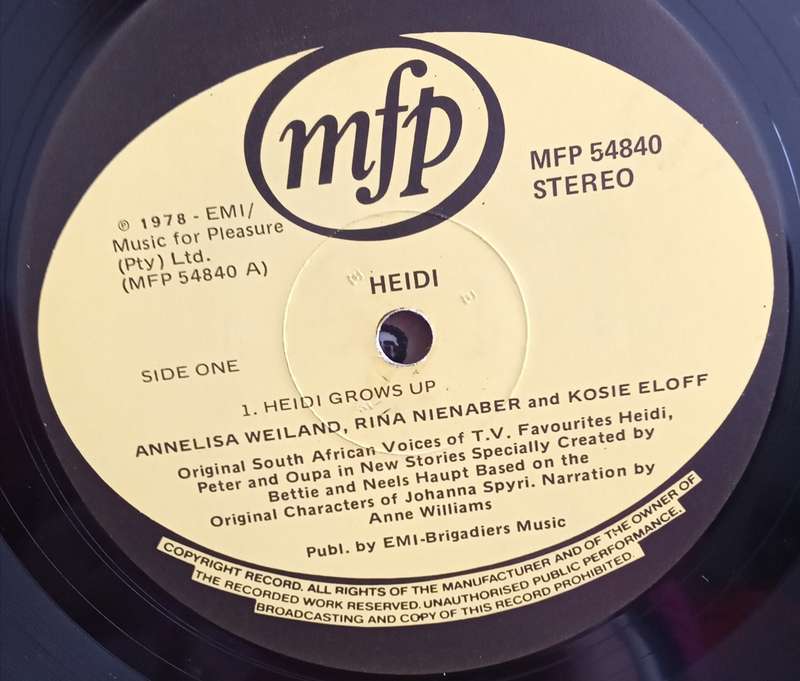 mfp
MFP 54840
STEREO
℗ 1978 - EMI/
Music for Pleasure
(Pty) Ltd.
(MFP 54840 A)
HEIDI
SIDE ONE
1. HEIDI GROWS UP
ANNELISA WEILAND, RINA NIENABER and KOSIE ELOFF
Original South African Voices of T.V. Favourites Heidi,
Peter and Oupa in New Stories Specially Created by
Bettie and Neels Haupt Based on the
Original Characters of Johanna Spyri. Narration by
Anne Williams
Publ. by EMI-Brigadiers Music
COPYRIGHT RECORD. ALL RIGHTS OF THE MANUFACTURER AND OF THE OWNER OF
THE RECORDED WORK RESERVED. UNAUTHORISED PUBLIC PERFORMANCE.
BROADCASTING AND COPY OF THIS RECORD PROHIBITED.